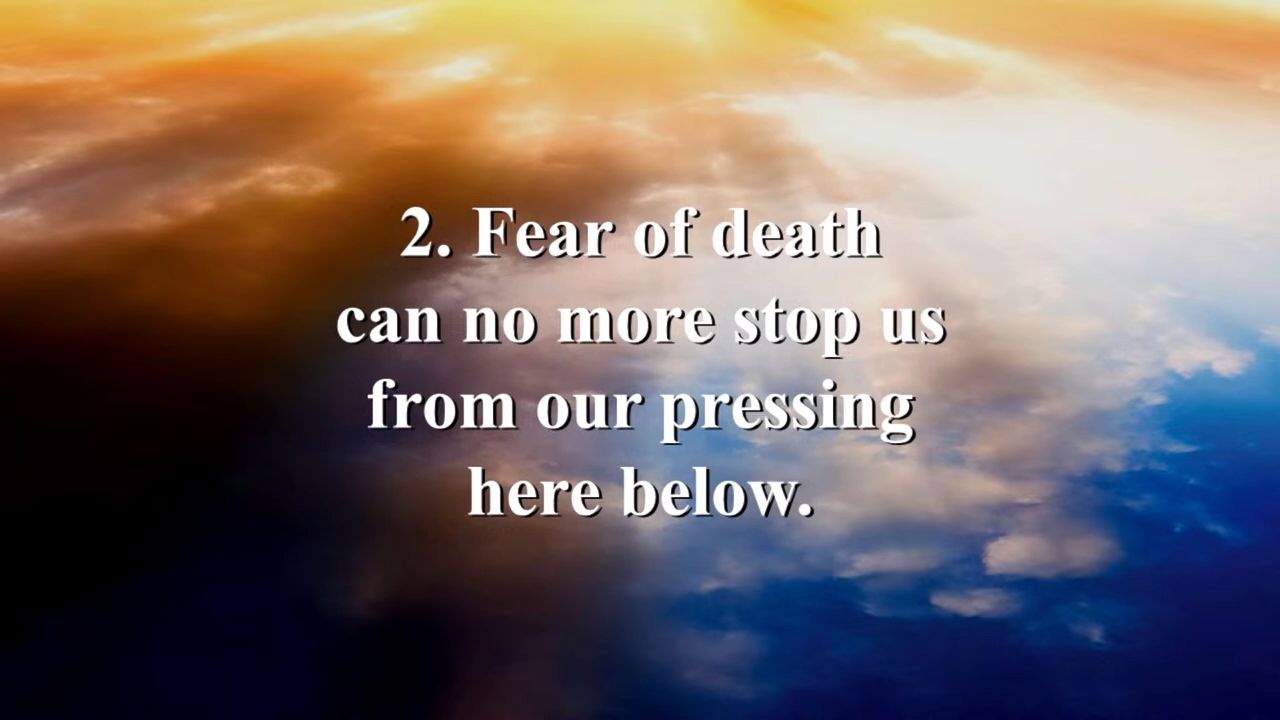 2. Fear of death
can no more stop us
from our pressing
here below.